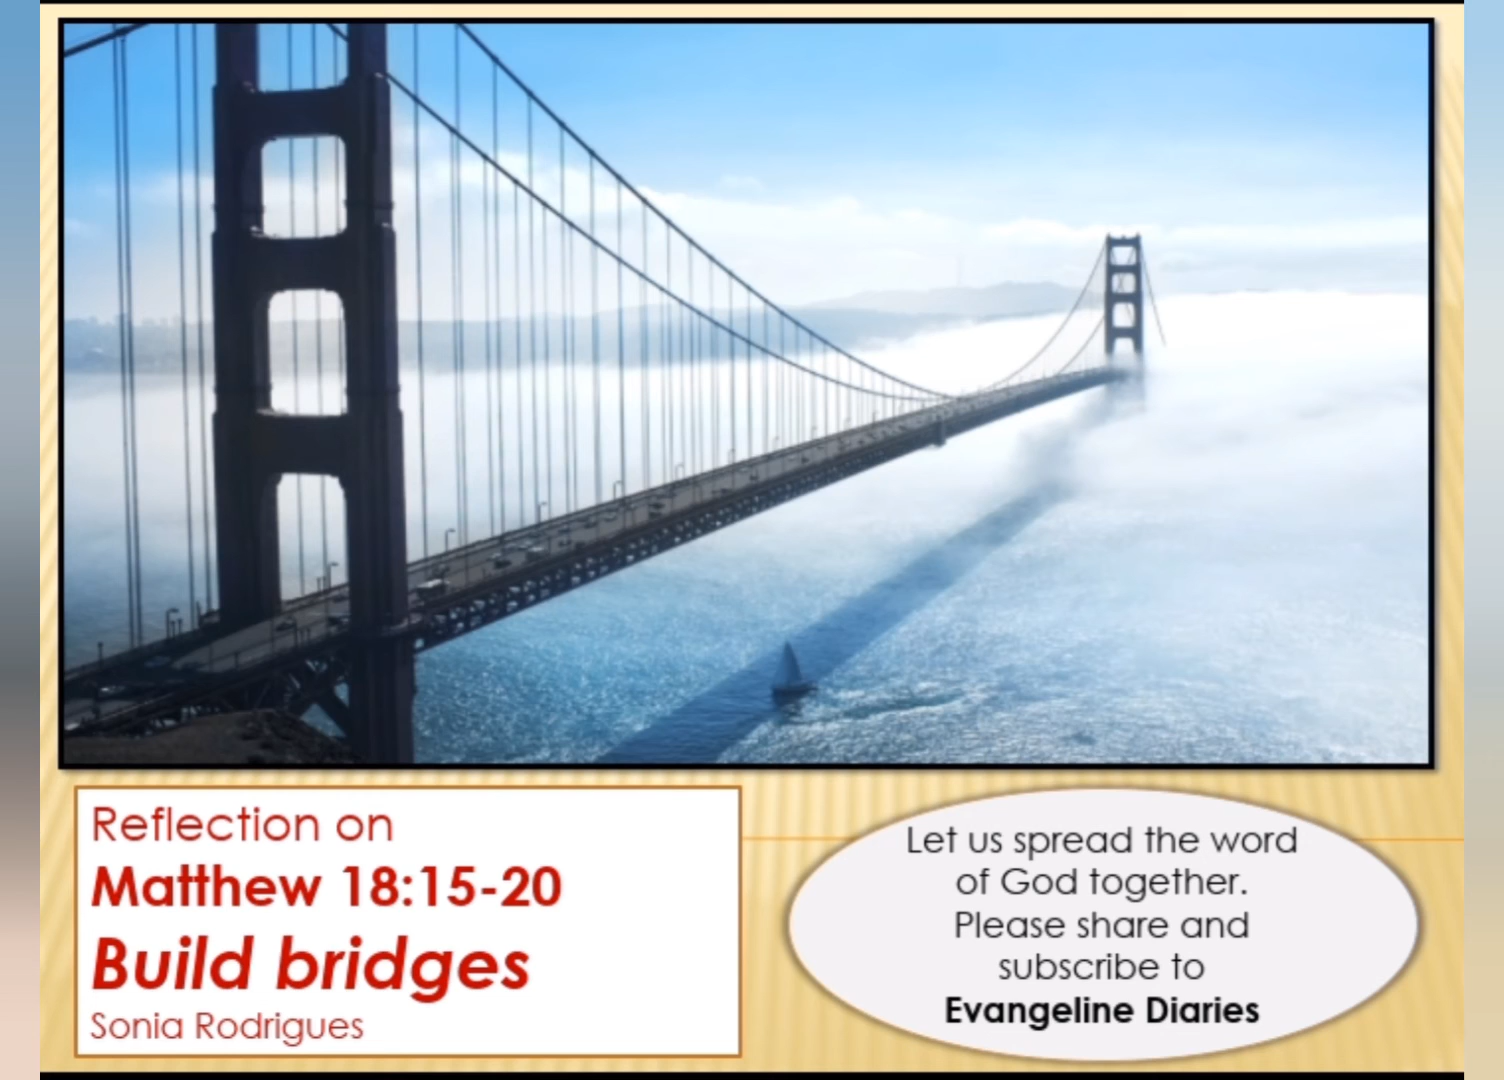 Reflection on
Matthew 18:15-20
Build bridges
Sonia Rodrigues
Let us spread the word
of God together.
Please share and
subscribe to
Evangeline Diaries